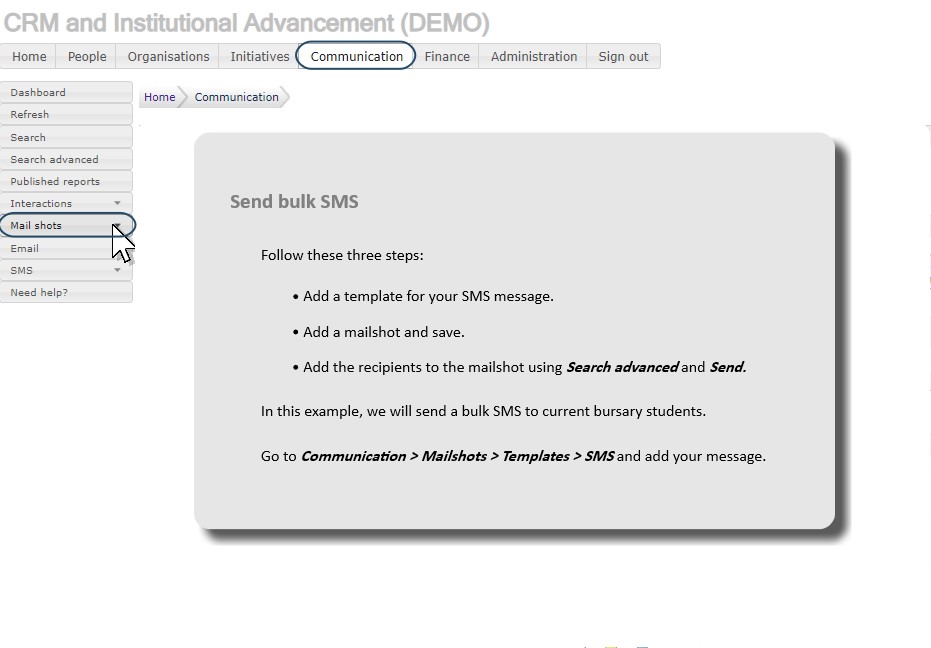 CRM and Institutional Advancement (DEMO)
Home People Organisations Initiatives Communication Finance Administration Sign out
Dashboard
Home Communication
Refresh
Search
Search advanced
Published reports
Interactions
Mail shots
Email
SMS
Need help?
Send bulk SMS
Follow these three steps:
• Add a template for your SMS message.
• Add a mailshot and save.
• Add the recipients to the mailshot using Search advanced and Send.
In this example, we will send a bulk SMS to current bursary students.
Go to Communication > Mailshots > Templates > SMS and add your message.